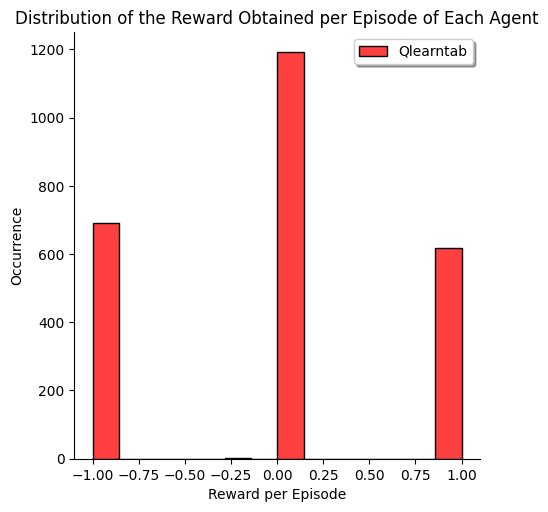 Distribution of the Reward Obtained per Episode of Each Agent
Qlearntab
1200
1000
800
600
400
200
0
Occurrence
−1.00 −0.75 −0.50 −0.25 0.00 0.25 0.50 0.75 1.00
Reward per Episode